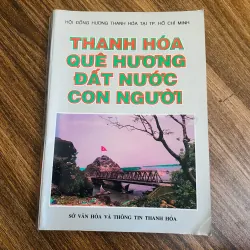 HỘI ĐỒNG HƯƠNG THANH HÓA TẠI TP. HỒ CHÍ MINH
THANH HÓA
QUÊ HƯƠNG
ĐẤT NƯỚC
CON NGƯỜI
SỞ VĂN HÓA VÀ THÔNG TIN THANH HÓA